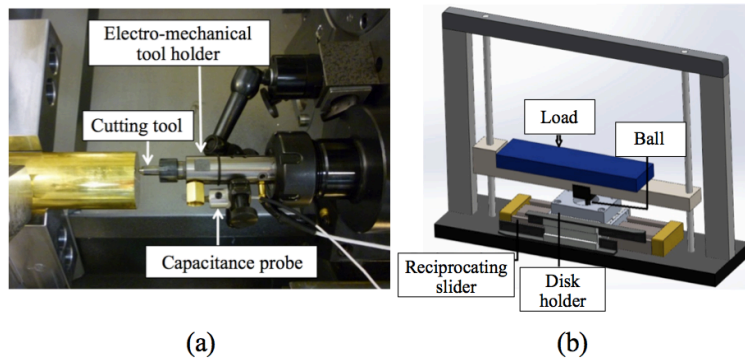 Electro-mechanical
tool holder
Cutting tool
Capacitance probe
Load
Ball
Reciprocating
slider
Disk
holder
(a)
(b)